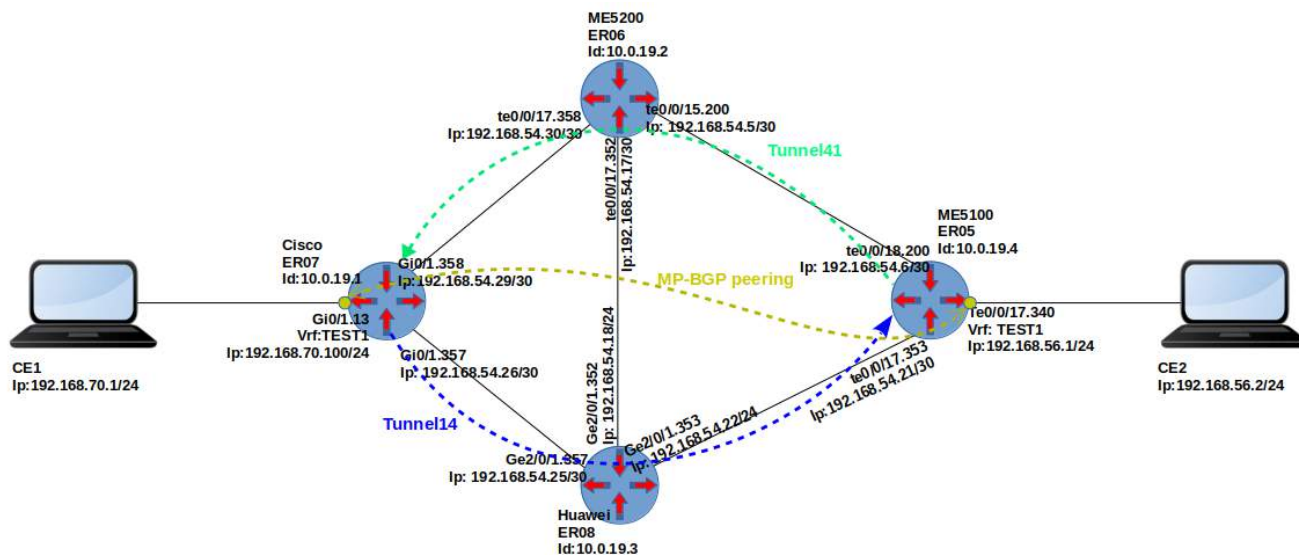 ME5200
ER06
Id:10.0.19.2
te0/0/17.358
Ip:192.168.54.30/30
te0/0/15.200
Ip: 192.168.54.5/30
te0/0/17.352
Ip:192.168.54.17/30
Tunnel41
ME5100
ER05
Id:10.0.19.4
te0/0/18.200
Ip: 192.168.54.6/30
Cisco
ER07
Id:10.0.19.1
Gi0/1.358
Ip:192.168.54.29/30
MP-BGP peering
Gi0/1.13
Vrf:TEST1
Ip:192.168.70.100/24
Te0/0/17.340
Vrf: TEST1
Ip:192.168.56.1/24
CE1
Ip:192.168.70.1/24
CE2
Ip:192.168.56.2/24
Gi0/1.357
Ip: 192.168.54.26/30
te0/0/17.353
Ip:192.168.54.21/30
Ge2/0/1.352
Ip: 192.168.54.18/24
Tunnel14
Ge2/0/1.353
Ip: 192.168.54.22/24
Ge2/0/1.357
Ip: 192.168.54.25/30
Huawei
ER08
Id:10.0.19.3